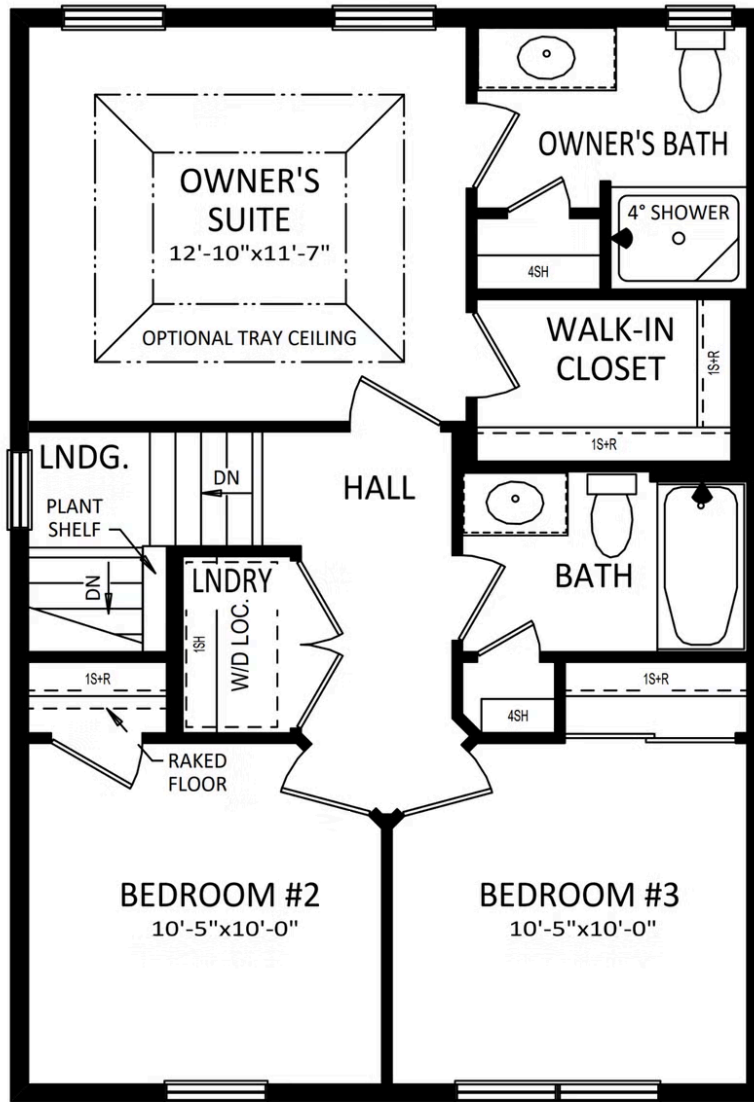 OWNER'S
SUITE
12'-10"x11'-7"
OPTIONAL TRAY CEILING
OWNER'S BATH
4° SHOWER
4SH
WALK-IN
CLOSET
1S+R
1S+R
LNDG.
DN
HALL
PLANT
SHELF
DN
LNDRY
1SH
W/D LOC.
BATH
1S+R
4SH
1S+R
RAKED
FLOOR
BEDROOM #2
10'-5"x10'-0"
BEDROOM #3
10'-5"x10'-0"